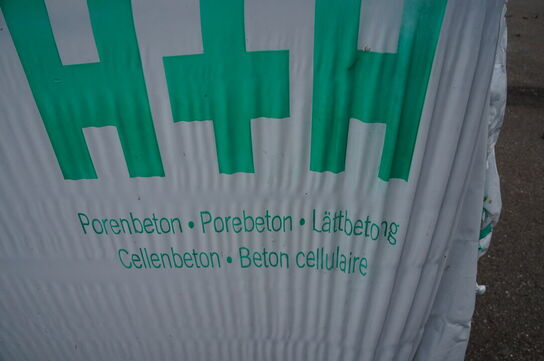 H+H
Porenbeton • Porebeton • Lättbetong
Cellenbeton • Beton cellulaire